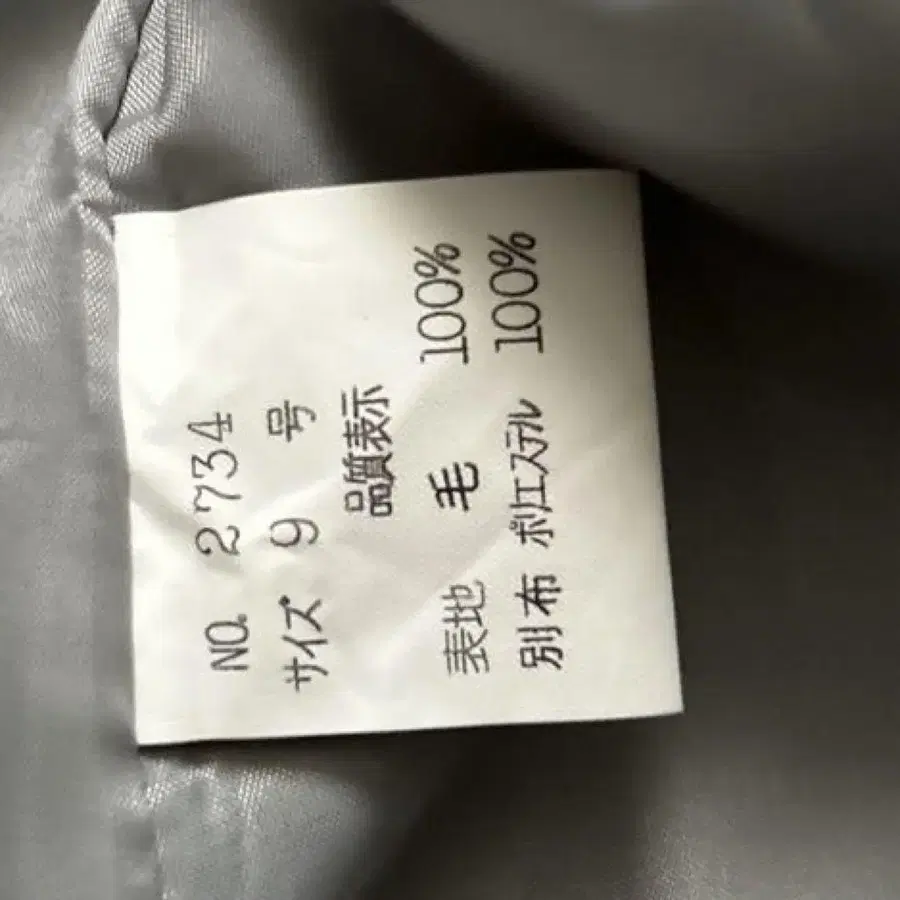 NO. 2734
サイズ 9 号
品質表示
表地 毛 100%
別布 ポリエステル 100%